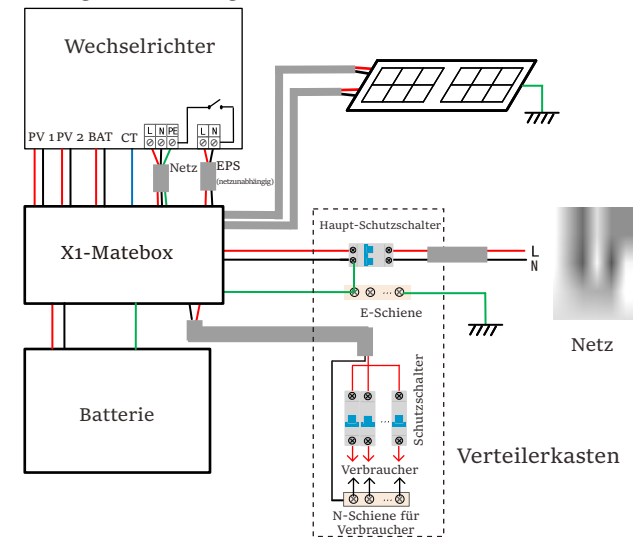 Wechselrichter
PV 1 PV 2 BAT CT
L N PE
L N
Netz
EPS
(netzunabhängig)
X1-Matebox
Haupt-Schutzschalter
L
N
...
E-Schiene
Netz
Batterie
Schutzschalter
...
Verbraucher
Verteilerkasten
...
N-Schiene für
Verbraucher